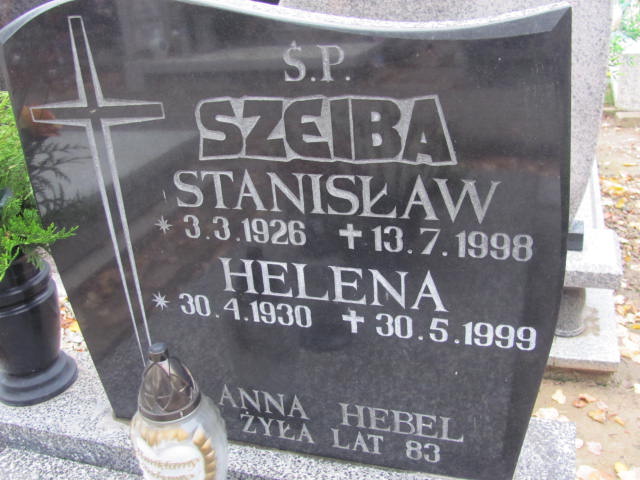 Ś.P.
SZEIBA
STANISŁAW
* 3.3.1926 ✝ 13.7.1998
HELENA
* 30.4.1930 ✝ 30.5.1999
ANNA HEBEL
ŻYŁA LAT 83